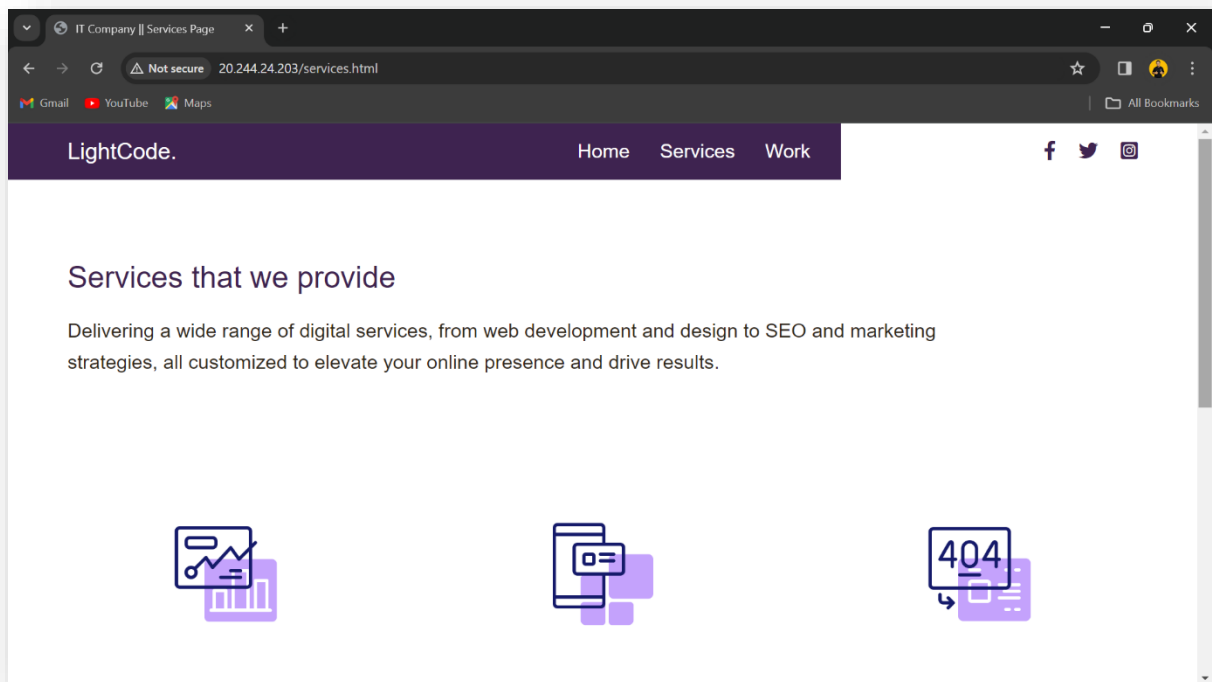 IT Company || Services Page
Not secure 20.244.24.203/services.html
Gmail YouTube Maps All Bookmarks
LightCode. Home Services Work
Services that we provide
Delivering a wide range of digital services, from web development and design to SEO and marketing
strategies, all customized to elevate your online presence and drive results.
404